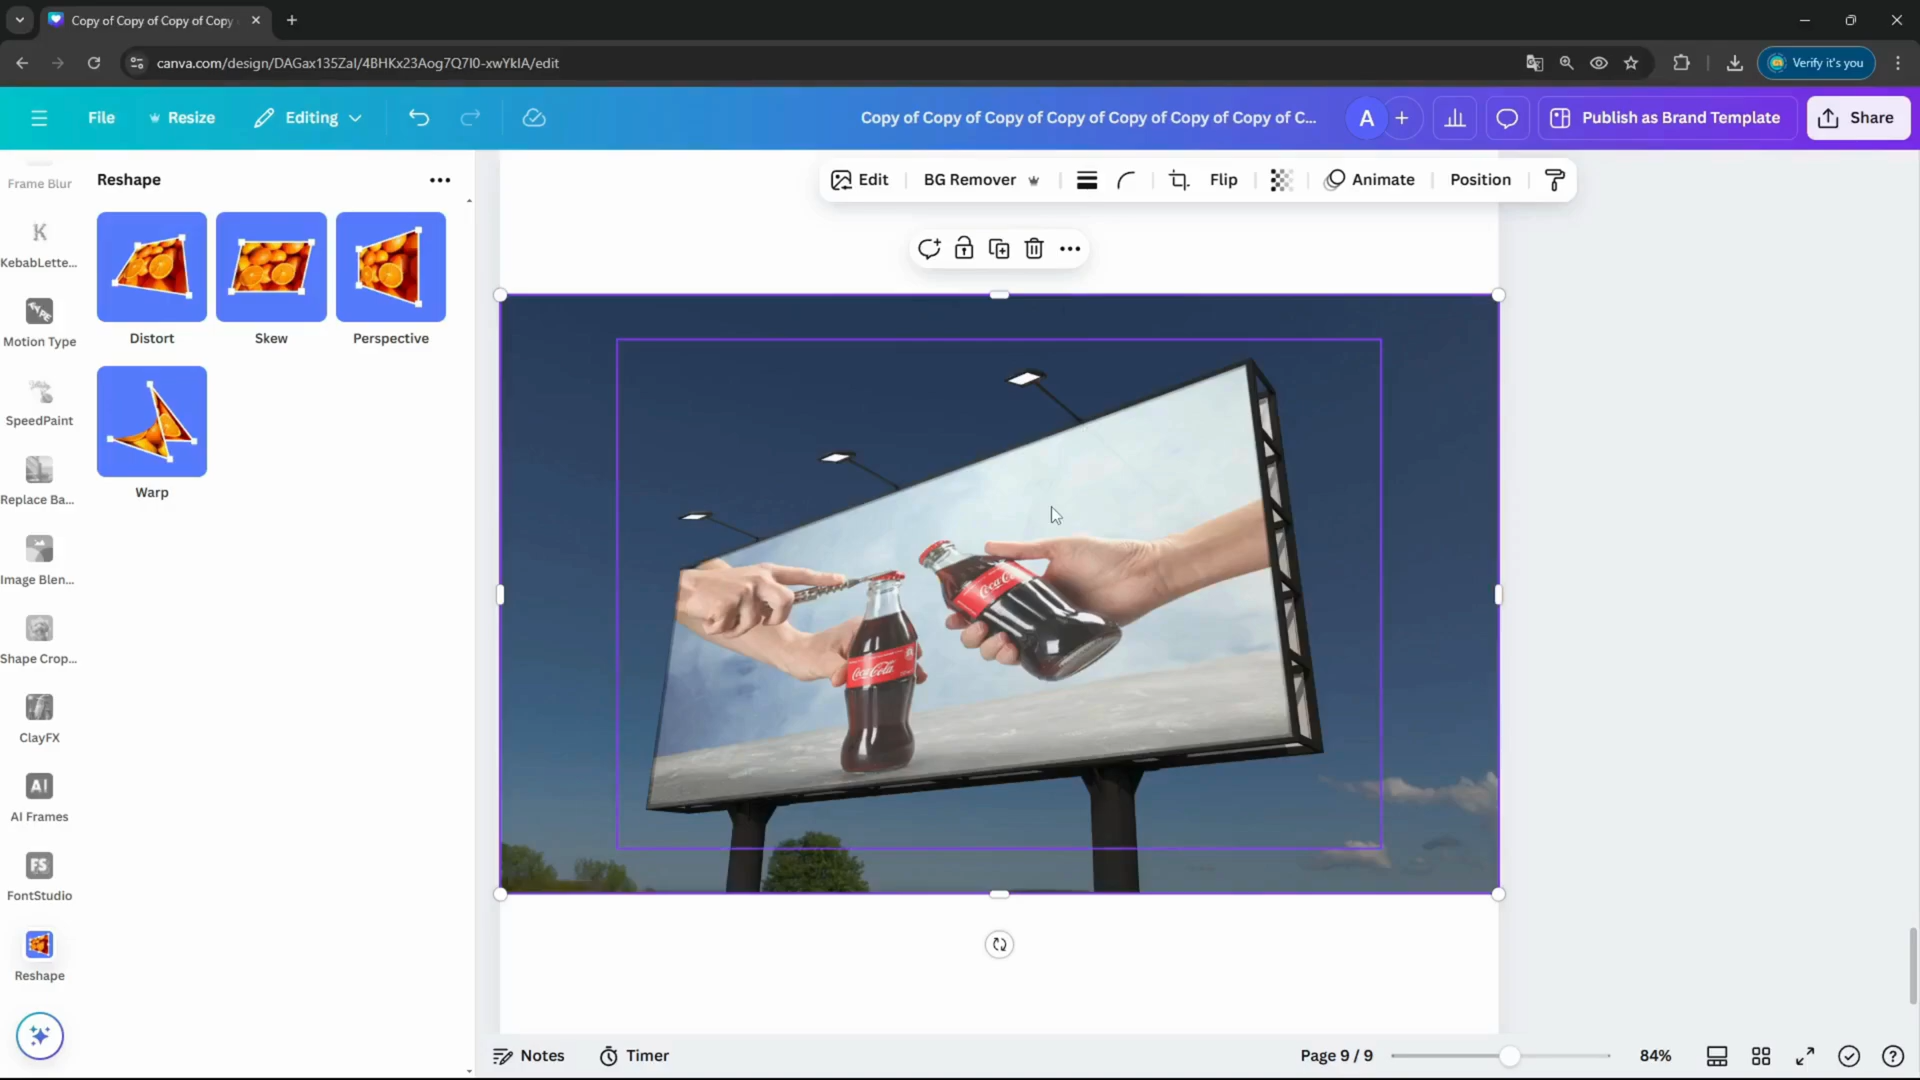 Copy of Copy of Copy of Copy
canva.com/design/DAGax135ZaI/4BHKx23Aog7Q7I0-xwYkIA/edit
Verify it's you
File
Resize
Editing
Copy of Copy of Copy of Copy of Copy of Copy of Copy of C...
A
Publish as Brand Template
Share
Frame Blur
K
KebabLette...
TYPE
Motion Type
SpeedPaint
Replace Ba...
Image Blen...
Shape Crop...
ClayFX
AI
AI Frames
FS
FontStudio
Reshape
Reshape
Distort
Skew
Perspective
Warp
Edit
BG Remover
Flip
Animate
Position
Coca-Cola
Coca-Cola
Notes
Timer
Page 9 / 9
84%